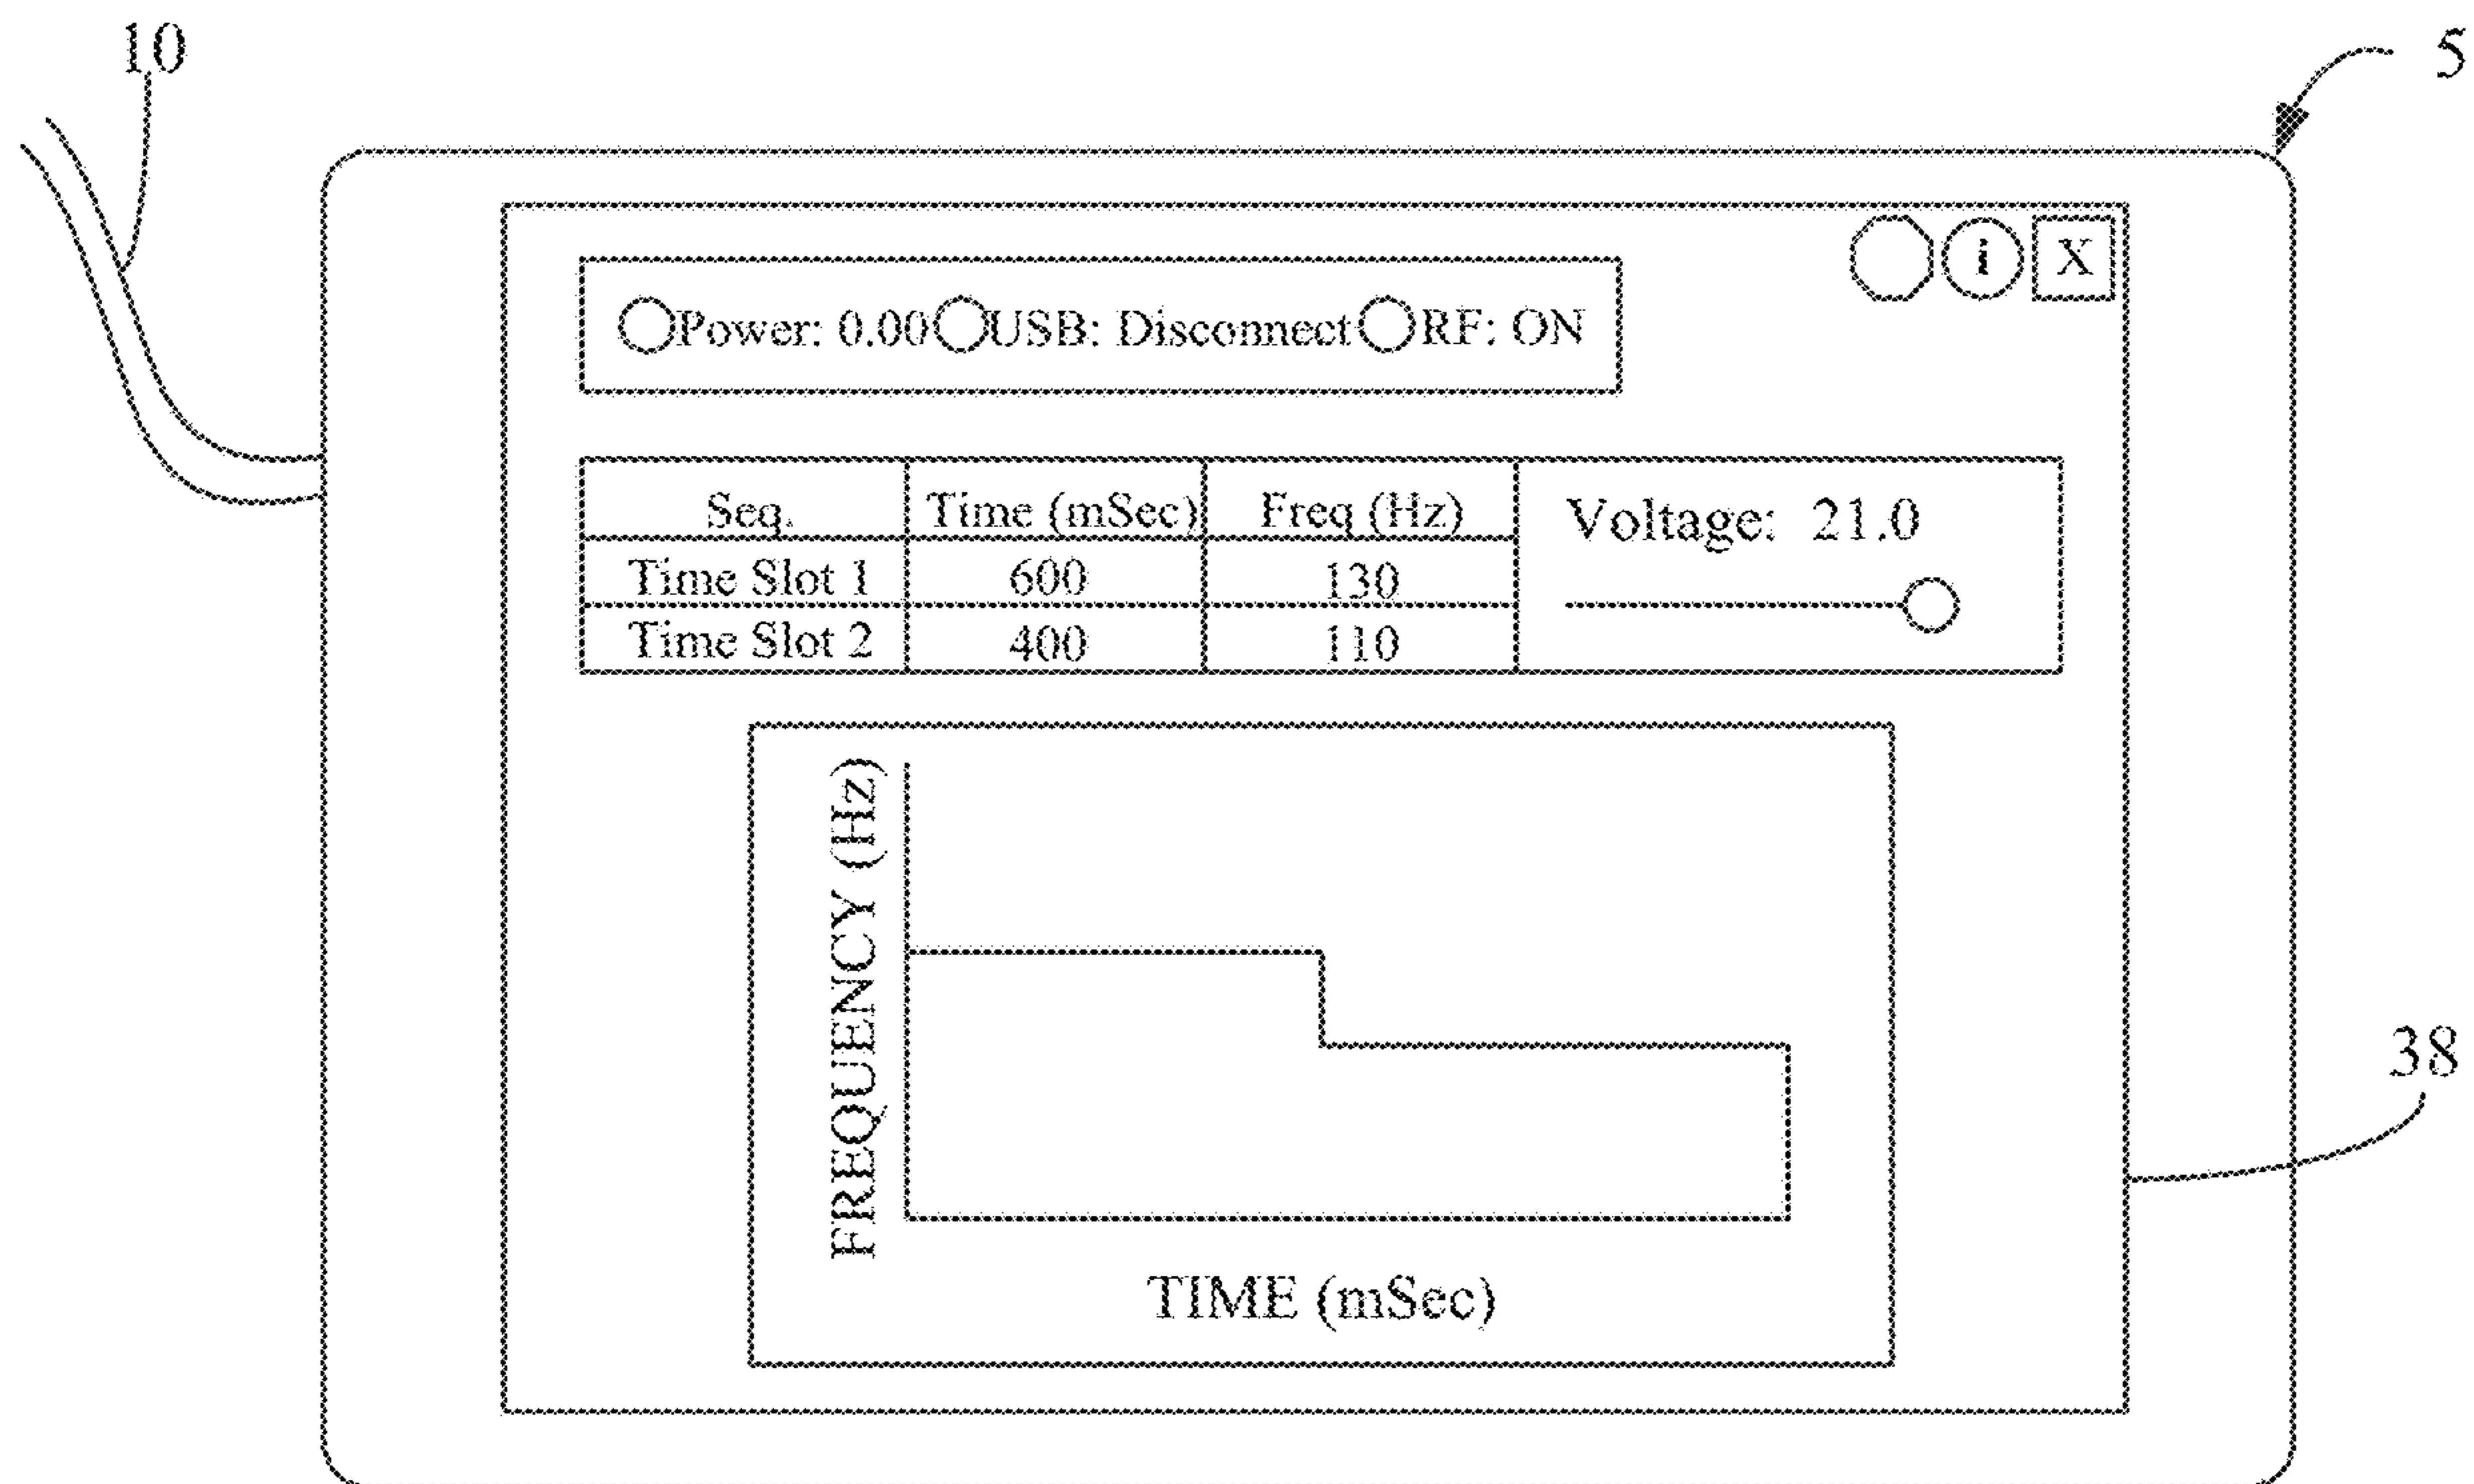 10
5
i X
Power: 0.00 USB: Disconnect RF: ON
Seq. Time (mSec) Freq (Hz) Voltage: 21.0
Time Slot 1 600 130
Time Slot 2 400 110
FREQUENCY (Hz)
38
TIME (mSec)